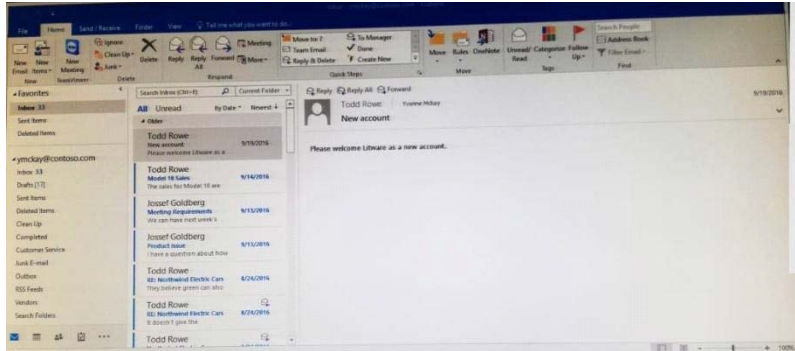 File Home Send / Receive Folder View Tell me what you want to do...
New Email
New Items
New Meeting
Ignore
Clean Up
Junk
Delete
Reply
Reply All
Forward
Meeting
More
Move to: ?
Team Email
Reply & Delete
To Manager
Done
Create New
Move
Rules
OneNote
Unread/ Read
Categorize
Follow Up
Search People
Address Book
Filter Email
New
TeamViewer
Delete
Respond
Quick Steps
Move
Tags
Find
Favorites
Inbox 33
Sent Items
Deleted Items
ymckay@contoso.com
Inbox 33
Drafts [17]
Sent Items
Deleted Items
Clean Up
Completed
Customer Service
Junk E-mail
Outbox
RSS Feeds
Vendors
Search Folders
Search Inbox (Ctrl+E) Current Folder
All Unread By Date Newest
Older
Todd Rowe
New account 9/19/2016
Please welcome Litware as a
Todd Rowe
Model 18 Sales 9/14/2016
The sales for Model 18 are
Jossef Goldberg
Meeting Requirements 9/13/2016
We can have next week's
Jossef Goldberg
Product Issue 9/13/2016
I have a question about how
Todd Rowe
RE: Northwind Electric Cars 8/24/2016
They believe green can also
Todd Rowe
RE: Northwind Electric Cars 8/24/2016
It doesn't give the
Todd Rowe
Reply Reply All Forward
9/19/2016
Todd Rowe Yvonne Mckay
New account
Please welcome Litware as a new account.
100%